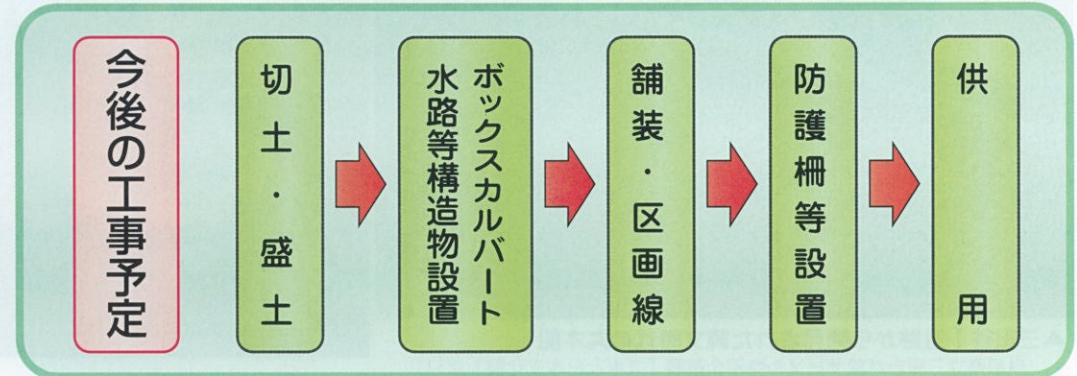 今後の工事予定
切土・盛土
ボックスカルバート
水路等構造物設置
舗装・区画線
防護柵等設置
供用